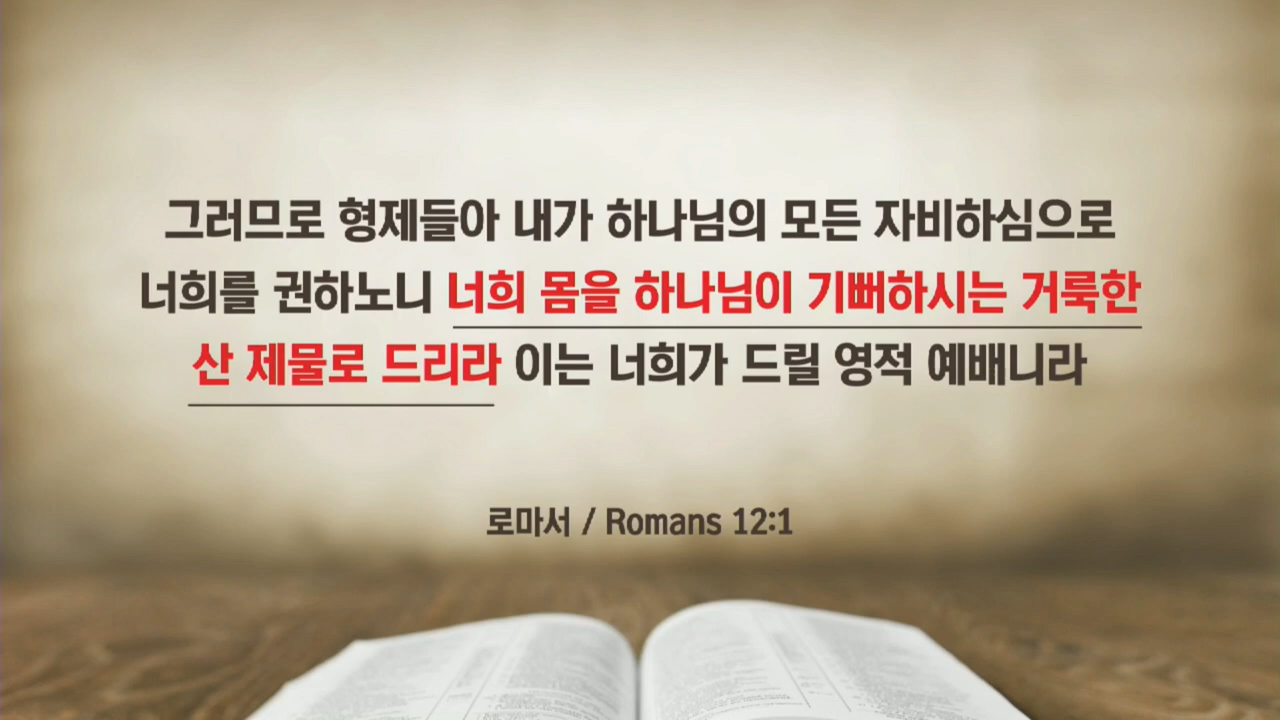 그러므로 형제들아 내가 하나님의 모든 자비하심으로
너희를 권하노니 너희 몸을 하나님이 기뻐하시는 거룩한
산 제물로 드리라 이는 너희가 드릴 영적 예배니라
로마서 / Romans 12:1